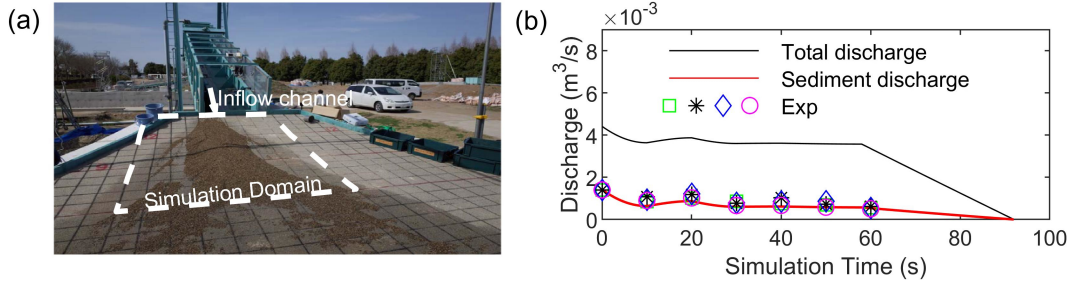 (a)
Inflow channel
Simulation Domain
(b)
×10⁻³
Discharge (m³/s)
8
6
4
2
0
Total discharge
Sediment discharge
Exp
0 20 40 60 80 100
Simulation Time (s)